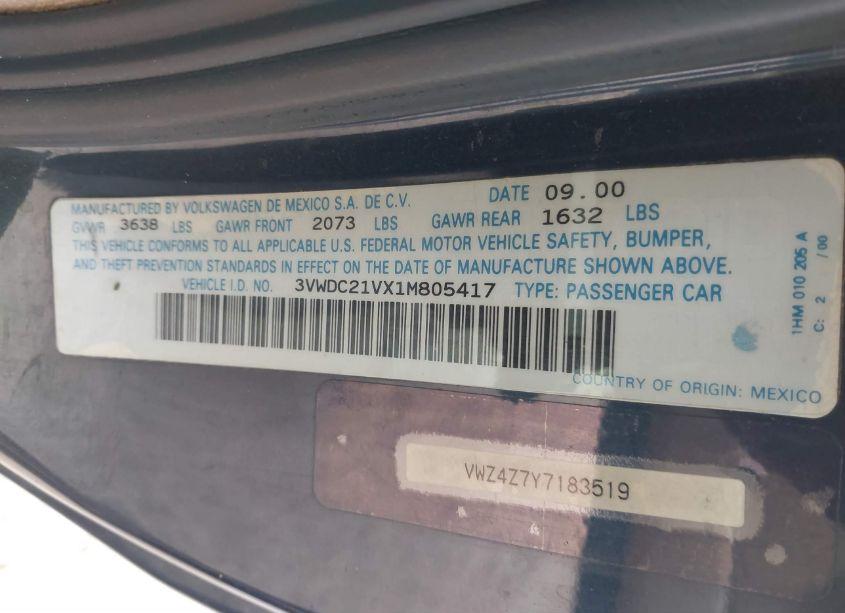 MANUFACTURED BY VOLKSWAGEN DE MEXICO S.A. DE C.V. DATE 09.00
GVWR 3638 LBS GAWR FRONT 2073 LBS GAWR REAR 1632 LBS
THIS VEHICLE CONFORMS TO ALL APPLICABLE U.S. FEDERAL MOTOR VEHICLE SAFETY, BUMPER,
AND THEFT PREVENTION STANDARDS IN EFFECT ON THE DATE OF MANUFACTURE SHOWN ABOVE.
VEHICLE I.D. NO. 3VWDC21VX1M805417 TYPE: PASSENGER CAR
COUNTRY OF ORIGIN: MEXICO
1HM 010 205 A
C: 2 /00
VWZ4Z7Y7183519